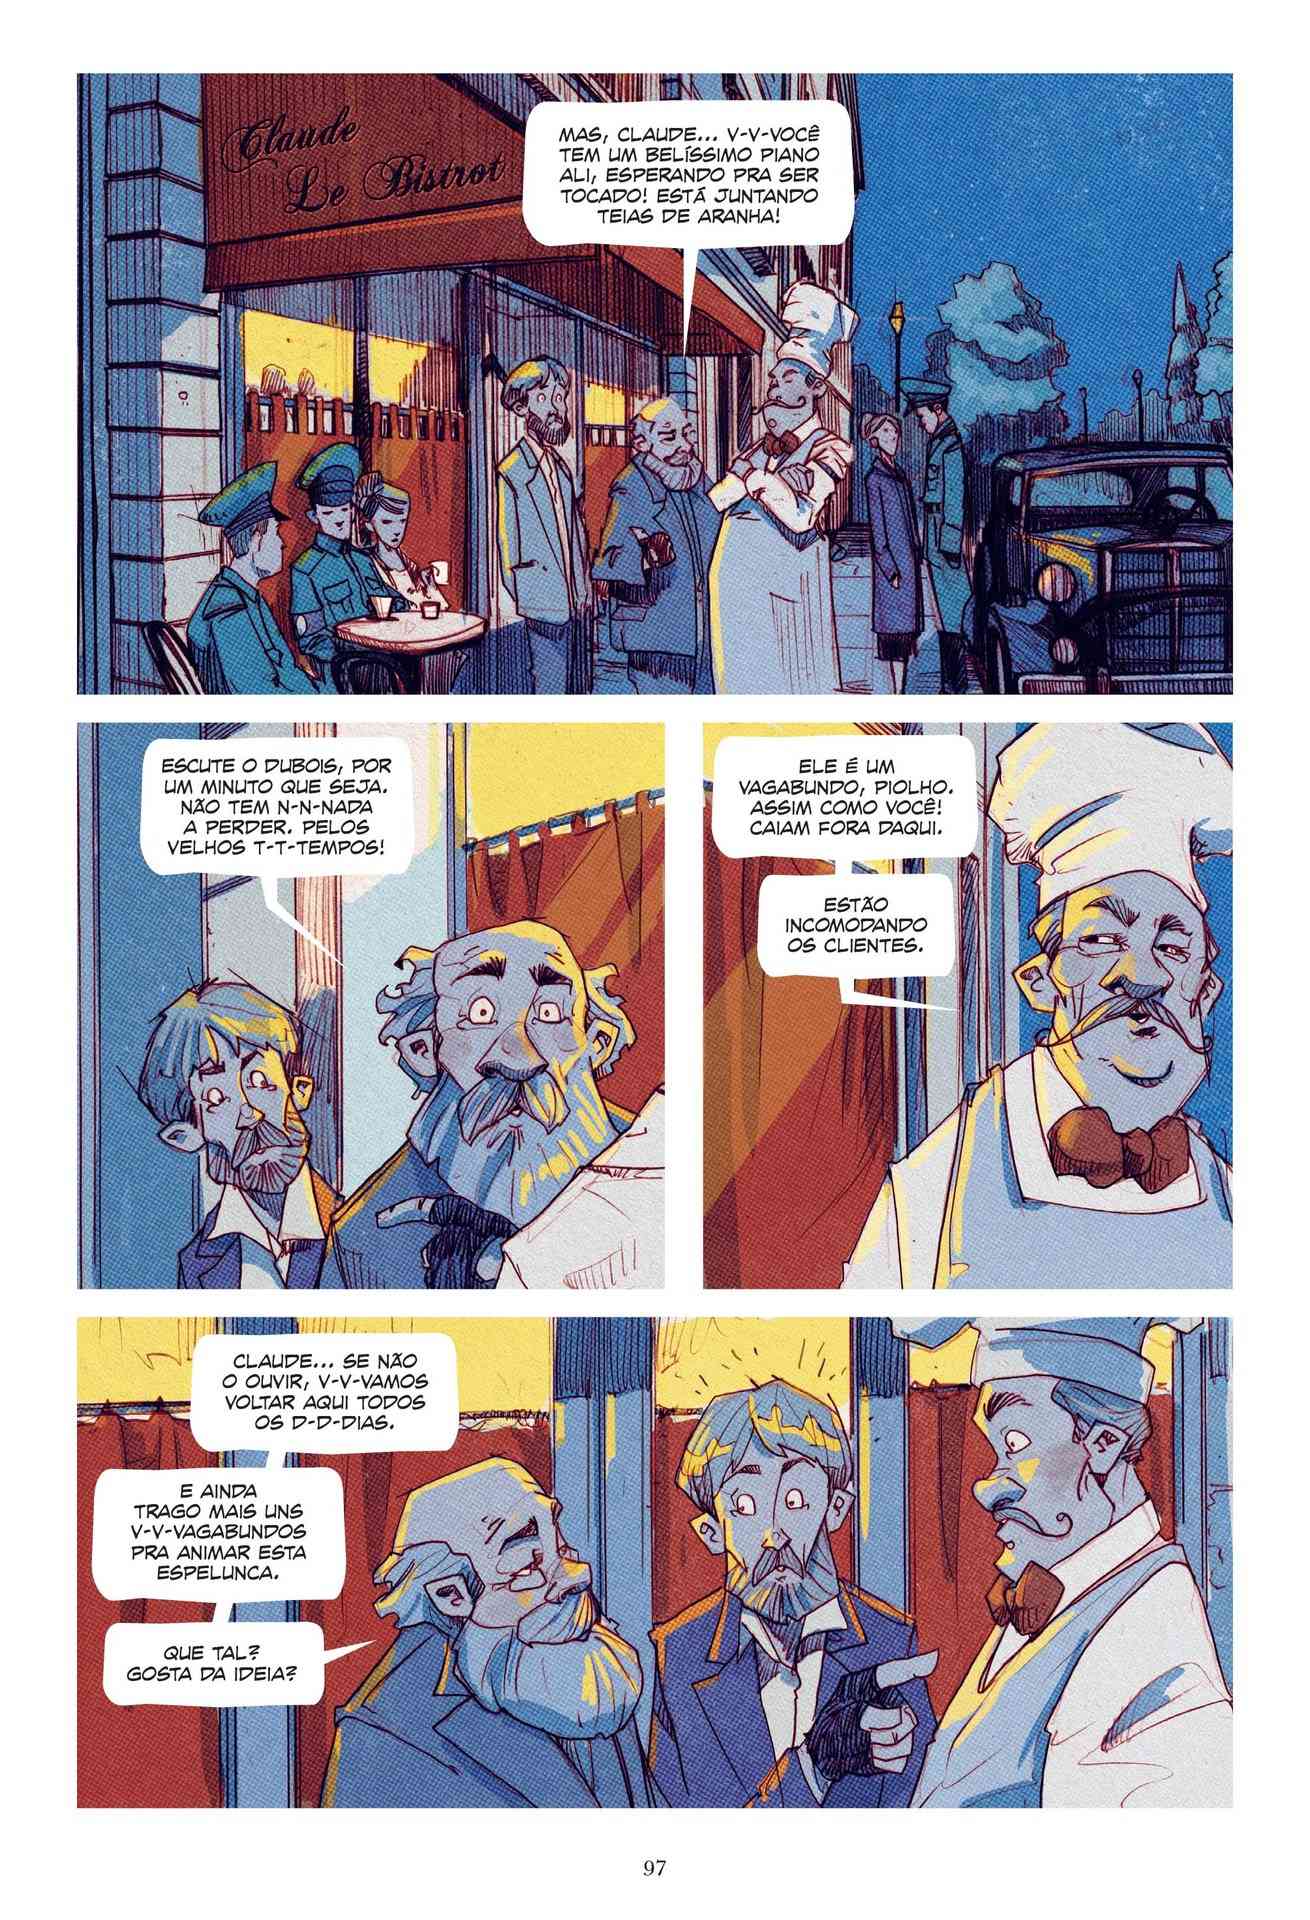 Claude
Le Bistrot
MAS, CLAUDE... V-V-VOCÊ
TEM UM BELÍSSIMO PIANO
ALI, ESPERANDO PRA SER
TOCADO! ESTÁ JUNTANDO
TEIAS DE ARANHA!
ESCUTE O DUBOIS, POR
UM MINUTO QUE SEJA.
NÃO TEM N-N-NADA
A PERDER. PELOS
VELHOS T-T-TEMPOS!
ELE É UM
VAGABUNDO, PIOLHO.
ASSIM COMO VOCÊ!
CAIAM FORA DAQUI.
ESTÃO
INCOMODANDO
OS CLIENTES.
CLAUDE... SE NÃO
O OUVIR, V-V-VAMOS
VOLTAR AQUI TODOS
OS D-D-DIAS.
E AINDA
TRAGO MAIS UNS
V-V-VAGABUNDOS
PRA ANIMAR ESTA
ESPELUNCA.
QUE TAL?
GOSTA DA IDEIA?
97